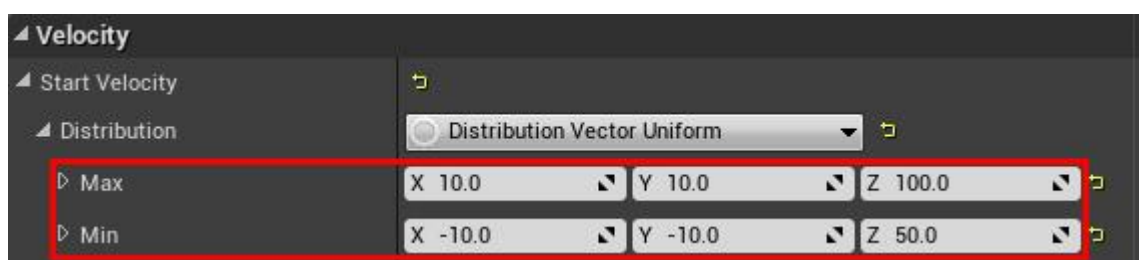 Velocity
Start Velocity
Distribution Distribution Vector Uniform
Max X 10.0 Y 10.0 Z 100.0
Min X -10.0 Y -10.0 Z 50.0